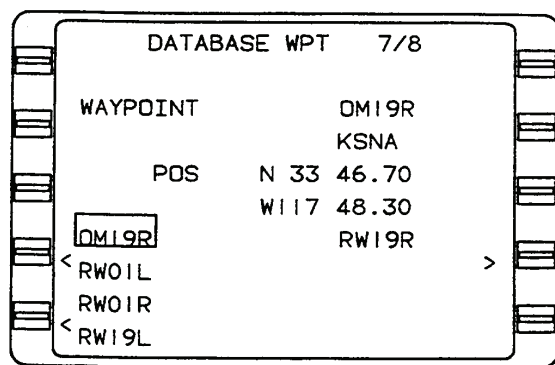 DATABASE WPT 7/8
WAYPOINT OM19R
KSNA
POS N 33 46.70
W117 48.30
OM19R RW19R
< RW01L >
RW01R
< RW19L